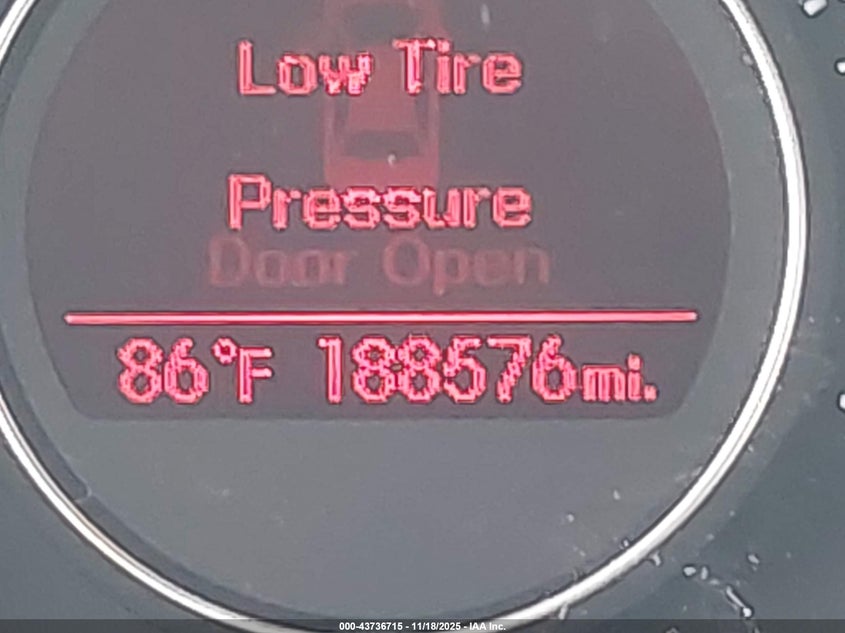 Low Tire
Pressure
Door Open
86°F 188576mi.
000-43736715 - 11/18/2025 - IAA Inc.